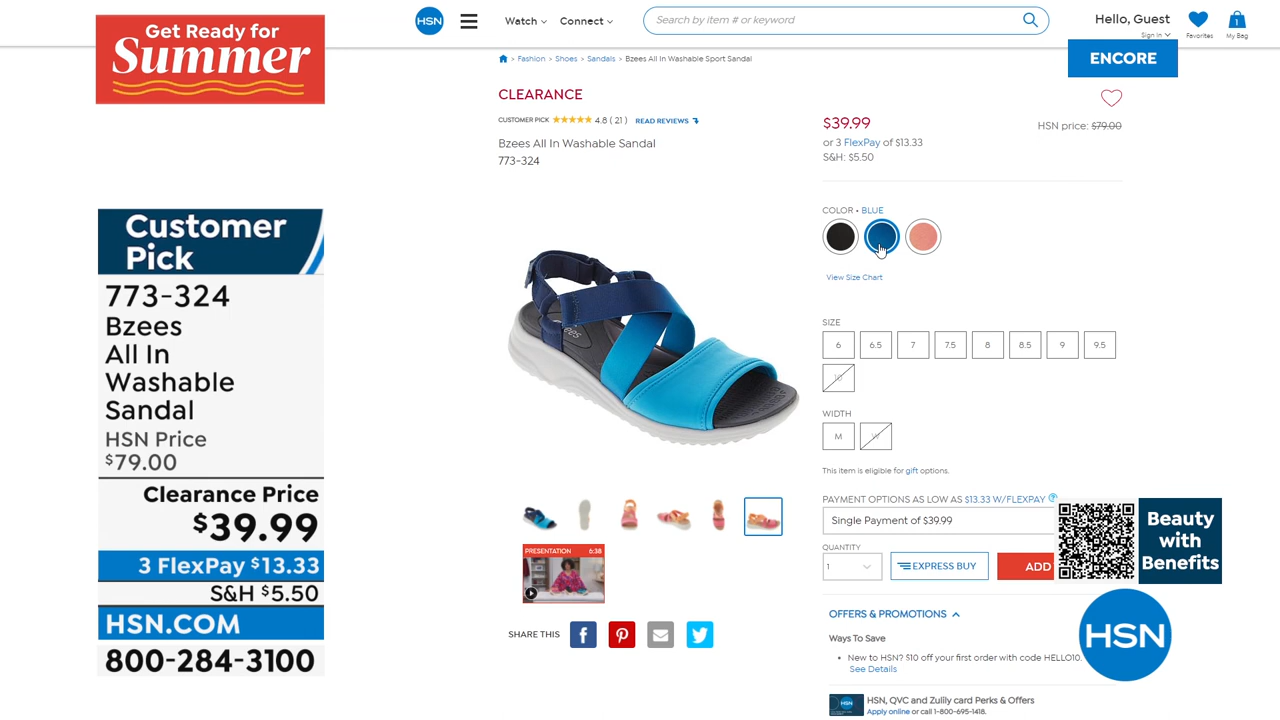 Get Ready for
Summer
HSN
Watch
Connect
Search by item # or keyword
Hello, Guest
Sign in
Favorites
1
My Bag
ENCORE
> Fashion > Shoes > Sandals > Bzees All In Washable Sport Sandal
CLEARANCE
CUSTOMER PICK 4.8 ( 21 ) READ REVIEWS
Bzees All In Washable Sandal
773-324
$39.99
HSN price: $79.00
or 3 FlexPay of $13.33
S&H: $5.50
COLOR • BLUE
View Size Chart
SIZE
6 6.5 7 7.5 8 8.5 9 9.5
10
WIDTH
M W
This item is eligible for gift options.
PAYMENT OPTIONS AS LOW AS $13.33 W/FLEXPAY
Single Payment of $39.99
QUANTITY
1
EXPRESS BUY
ADD
OFFERS & PROMOTIONS
Ways To Save
• New to HSN? $10 off your first order with code HELLO10.
See Details
HSN, QVC and Zulily card Perks & Offers
Apply online or call 1-800-695-1418.
PRESENTATION 6:38
SHARE THIS
Customer
Pick
773-324
Bzees
All In
Washable
Sandal
HSN Price
$79.00
Clearance Price
$39.99
3 FlexPay $13.33
S&H $5.50
HSN.COM
800-284-3100
Beauty
with
Benefits
HSN